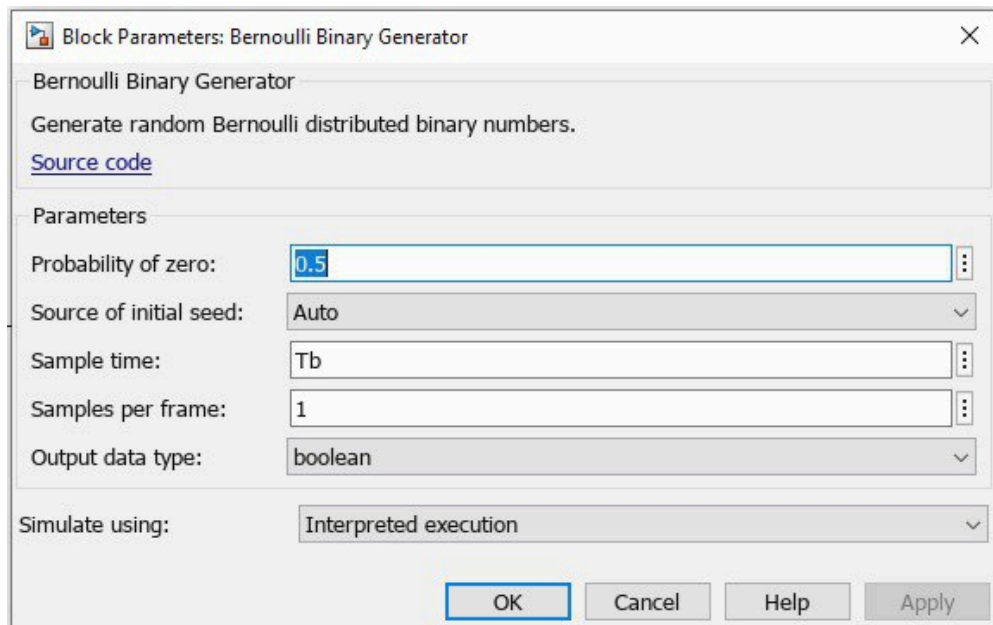 Block Parameters: Bernoulli Binary Generator
Bernoulli Binary Generator
Generate random Bernoulli distributed binary numbers.
Source code
Parameters
Probability of zero: 0.5
Source of initial seed: Auto
Sample time: Tb
Samples per frame: 1
Output data type: boolean
Simulate using: Interpreted execution
OK Cancel Help Apply